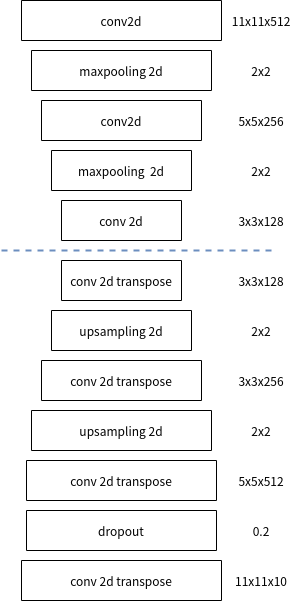 conv2d 11x11x512
maxpooling 2d 2x2
conv2d 5x5x256
maxpooling 2d 2x2
conv 2d 3x3x128
conv 2d transpose 3x3x128
upsampling 2d 2x2
conv 2d transpose 3x3x256
upsampling 2d 2x2
conv 2d transpose 5x5x512
dropout 0.2
conv 2d transpose 11x11x10